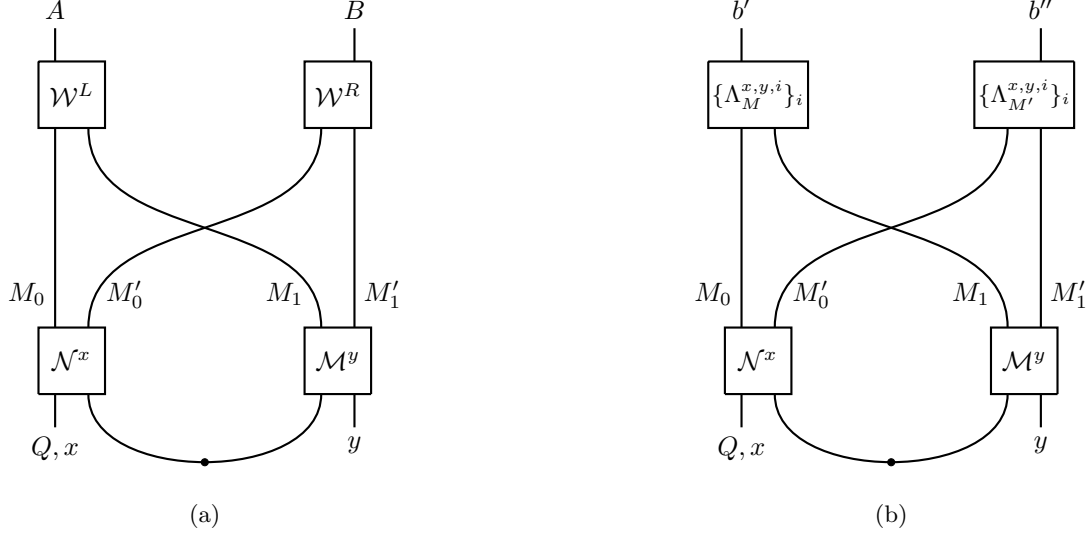 A B b′ b″
𝒲^L 𝒲^R {Λ_M^{x,y,i}}_i {Λ_{M′}^{x,y,i}}_i
M_0 M′_0 M_1 M′_1 M_0 M′_0 M_1 M′_1
𝒩^x ℳ^y 𝒩^x ℳ^y
Q, x y Q, x y
(a) (b)